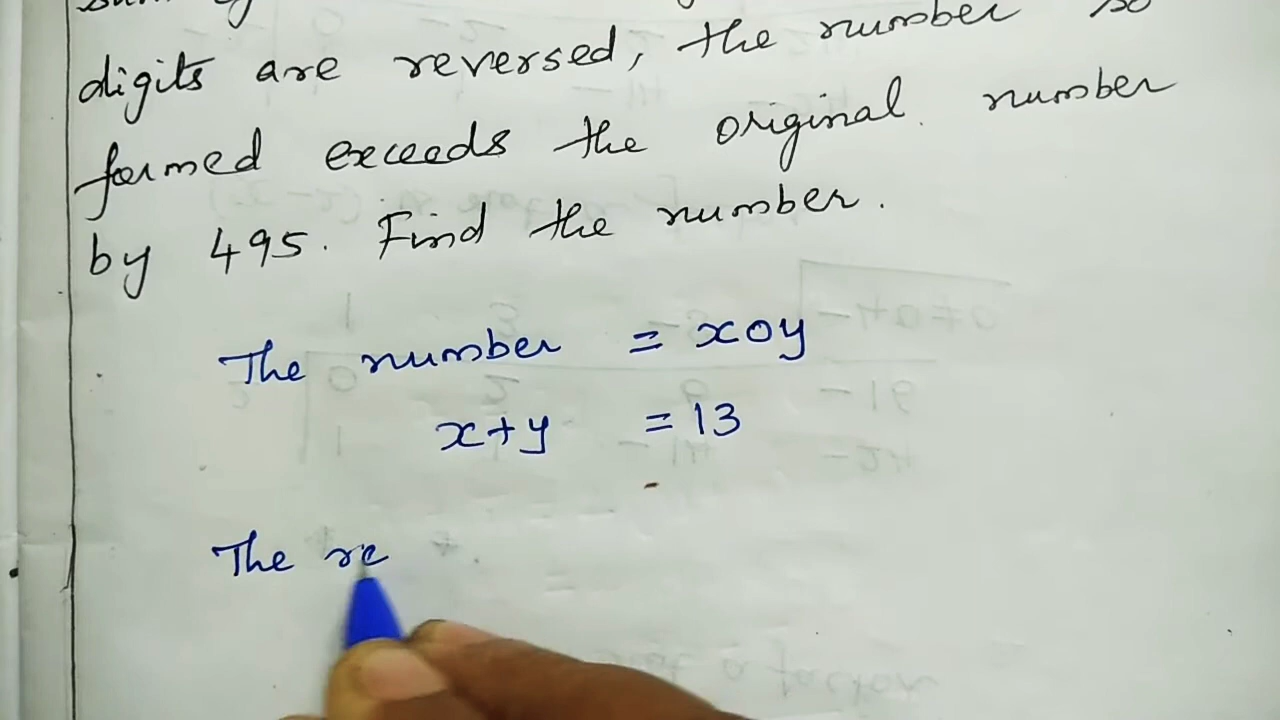 digits are reversed, the number so
formed exceeds the original number
by 495. Find the number.
The number = x0y
x+y = 13
The re